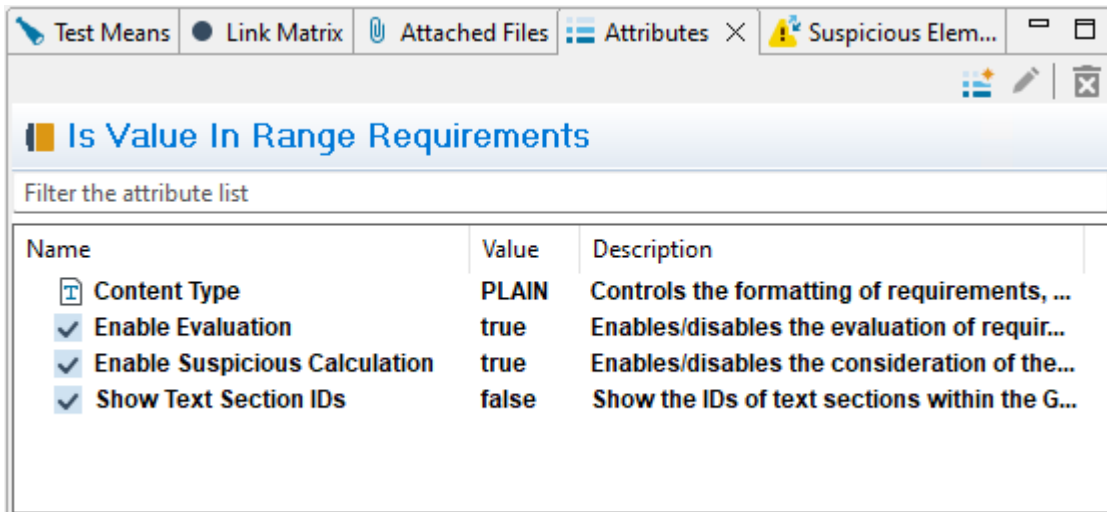 Test Means Link Matrix Attached Files Attributes Suspicious Elem...
Is Value In Range Requirements
Filter the attribute list
Name Value Description
Content Type PLAIN Controls the formatting of requirements, ...
Enable Evaluation true Enables/disables the evaluation of requir...
Enable Suspicious Calculation true Enables/disables the consideration of the...
Show Text Section IDs false Show the IDs of text sections within the G...